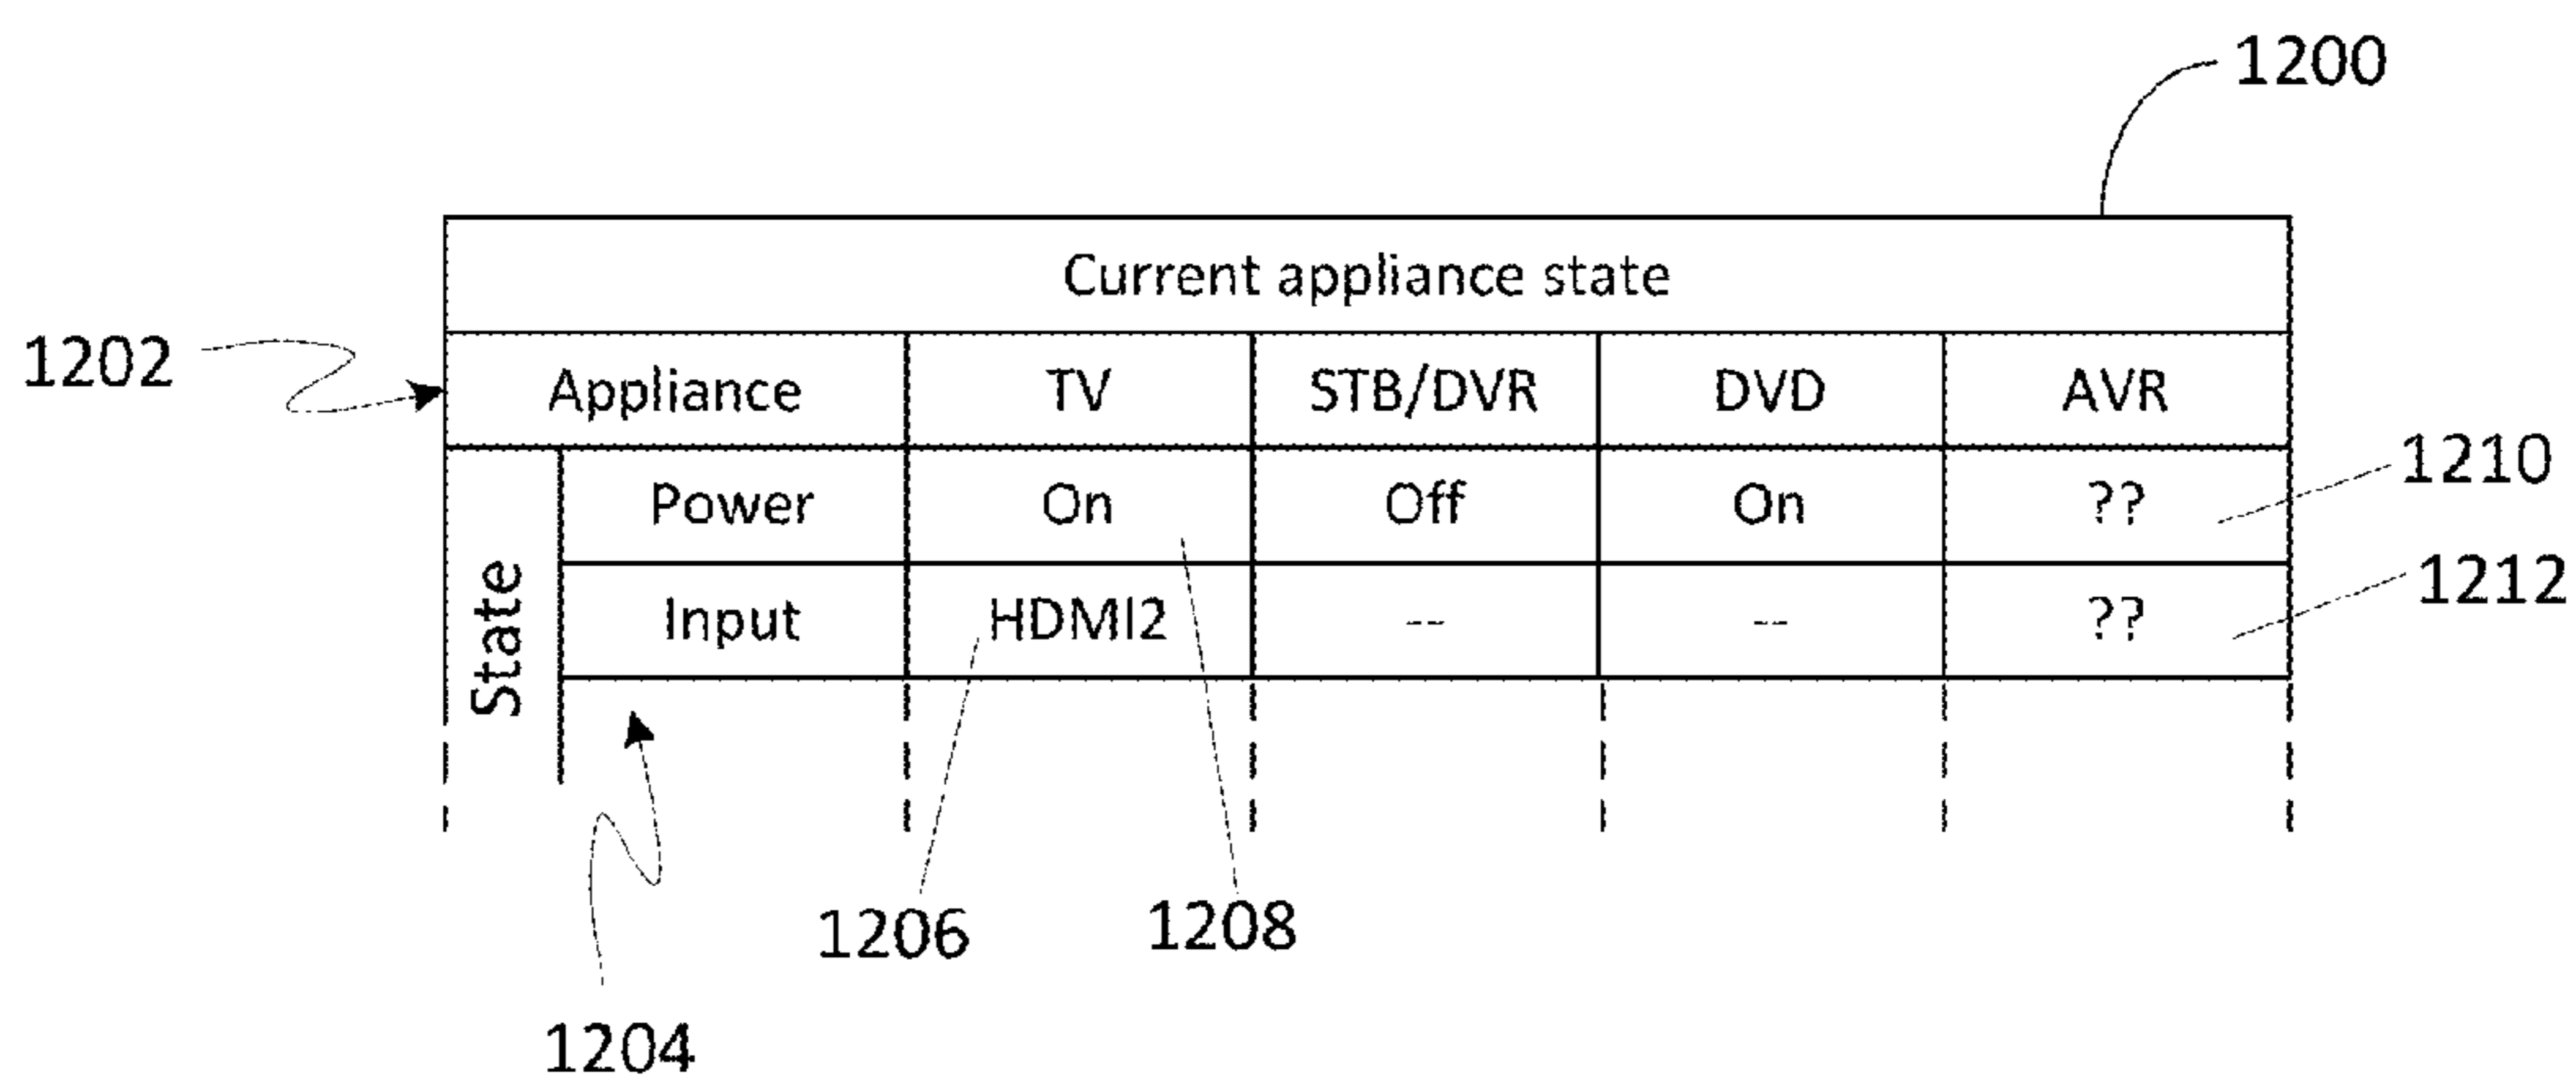 1200
Current appliance state
1202
Appliance TV STB/DVR DVD AVR
1210
State
Power On Off On ??
Input HDMI2 -- -- ??
1212
1206 1208
1204